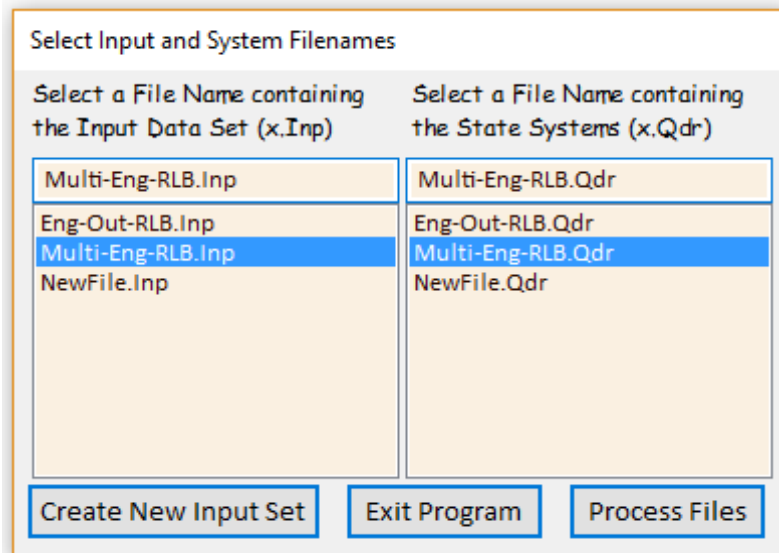 Select Input and System Filenames
Select a File Name containing
the Input Data Set (x.Inp)
Multi-Eng-RLB.Inp
Eng-Out-RLB.Inp
Multi-Eng-RLB.Inp
NewFile.Inp
Select a File Name containing
the State Systems (x.Qdr)
Multi-Eng-RLB.Qdr
Eng-Out-RLB.Qdr
Multi-Eng-RLB.Qdr
NewFile.Qdr
Create New Input Set
Exit Program
Process Files